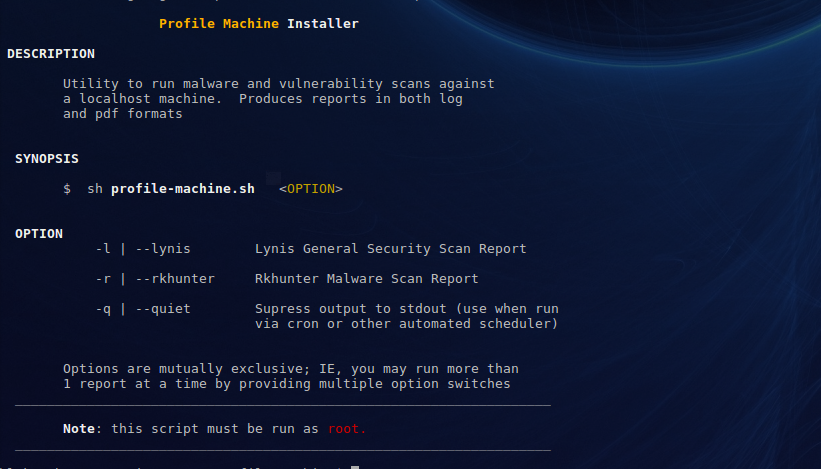 Profile Machine Installer
DESCRIPTION
Utility to run malware and vulnerability scans against
a localhost machine.  Produces reports in both log
and pdf formats
SYNOPSIS
$  sh profile-machine.sh   <OPTION>
OPTION
-l | --lynis        Lynis General Security Scan Report
-r | --rkhunter     Rkhunter Malware Scan Report
-q | --quiet        Supress output to stdout (use when run
via cron or other automated scheduler)
Options are mutually exclusive; IE, you may run more than
1 report at a time by providing multiple option switches
Note: this script must be run as root.